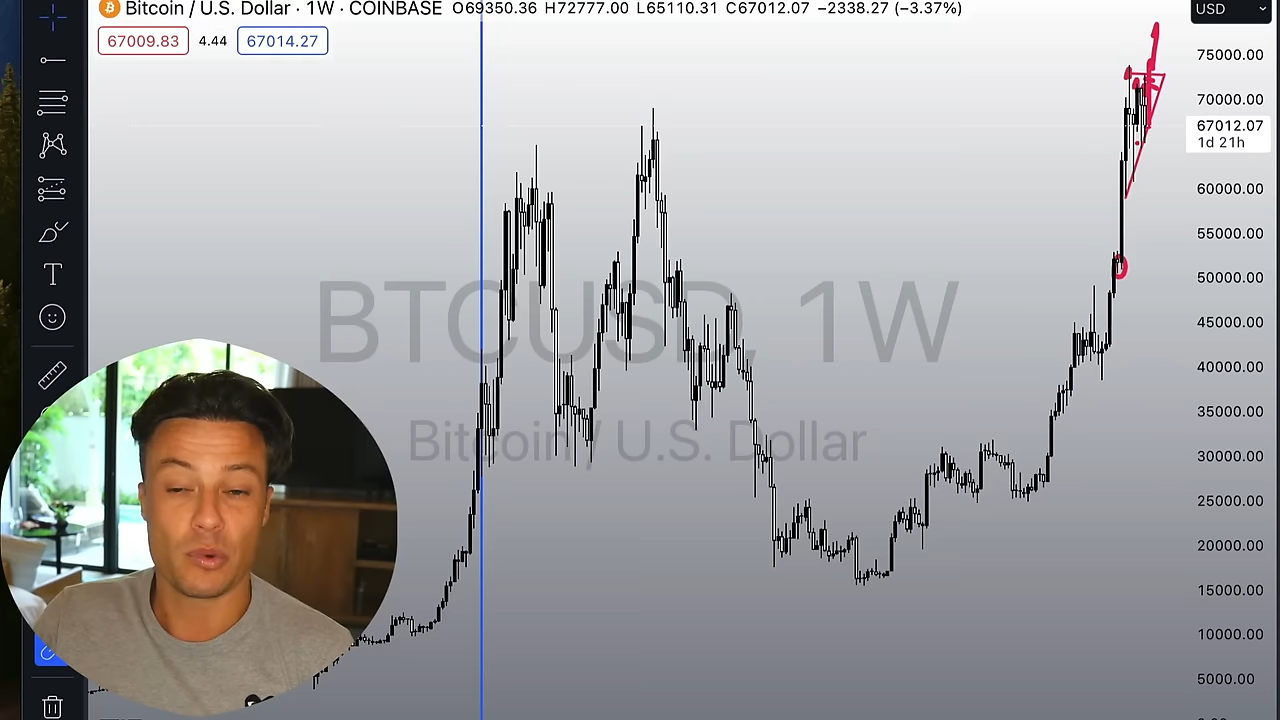 Bitcoin / U.S. Dollar · 1W · COINBASE O69350.36 H72777.00 L65110.31 C67012.07 −2338.27 (−3.37%)
USD
67009.83 4.44 67014.27
75000.00
70000.00
67012.07
1d 21h
60000.00
55000.00
50000.00
45000.00
40000.00
35000.00
30000.00
25000.00
20000.00
15000.00
10000.00
5000.00
BTCUSD, 1W
Bitcoin / U.S. Dollar
T